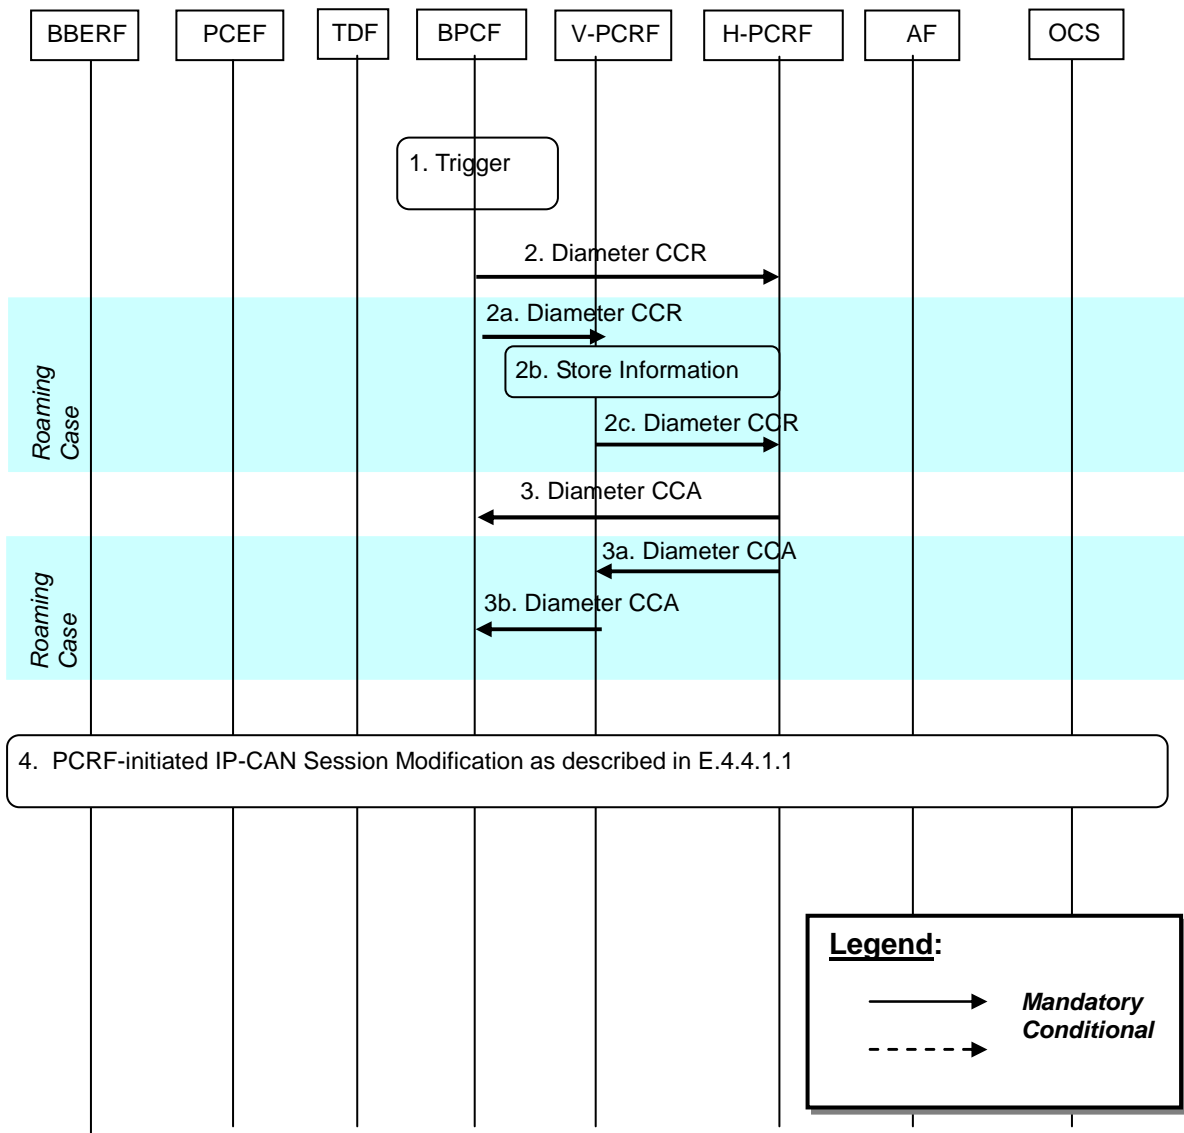 BBERF PCEF TDF BPCF V-PCRF H-PCRF AF OCS
1. Trigger
2. Diameter CCR
2a. Diameter CCR
2b. Store Information
2c. Diameter CCR
Roaming
Case
3. Diameter CCA
3a. Diameter CCA
3b. Diameter CCA
Roaming
Case
4. PCRF-initiated IP-CAN Session Modification as described in E.4.4.1.1
Legend:
Mandatory
Conditional